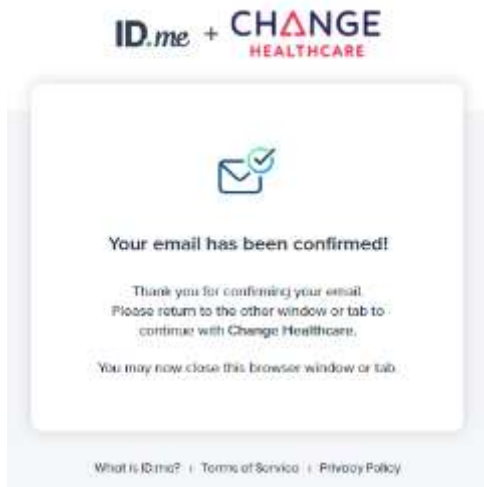 ID.me + CHANGE
HEALTHCARE
Your email has been confirmed!
Thank you for confirming your email.
Please return to the other window or tab to
continue with Change Healthcare.
You may now close this browser window or tab
What is ID.me? | Terms of Service | Privacy Policy